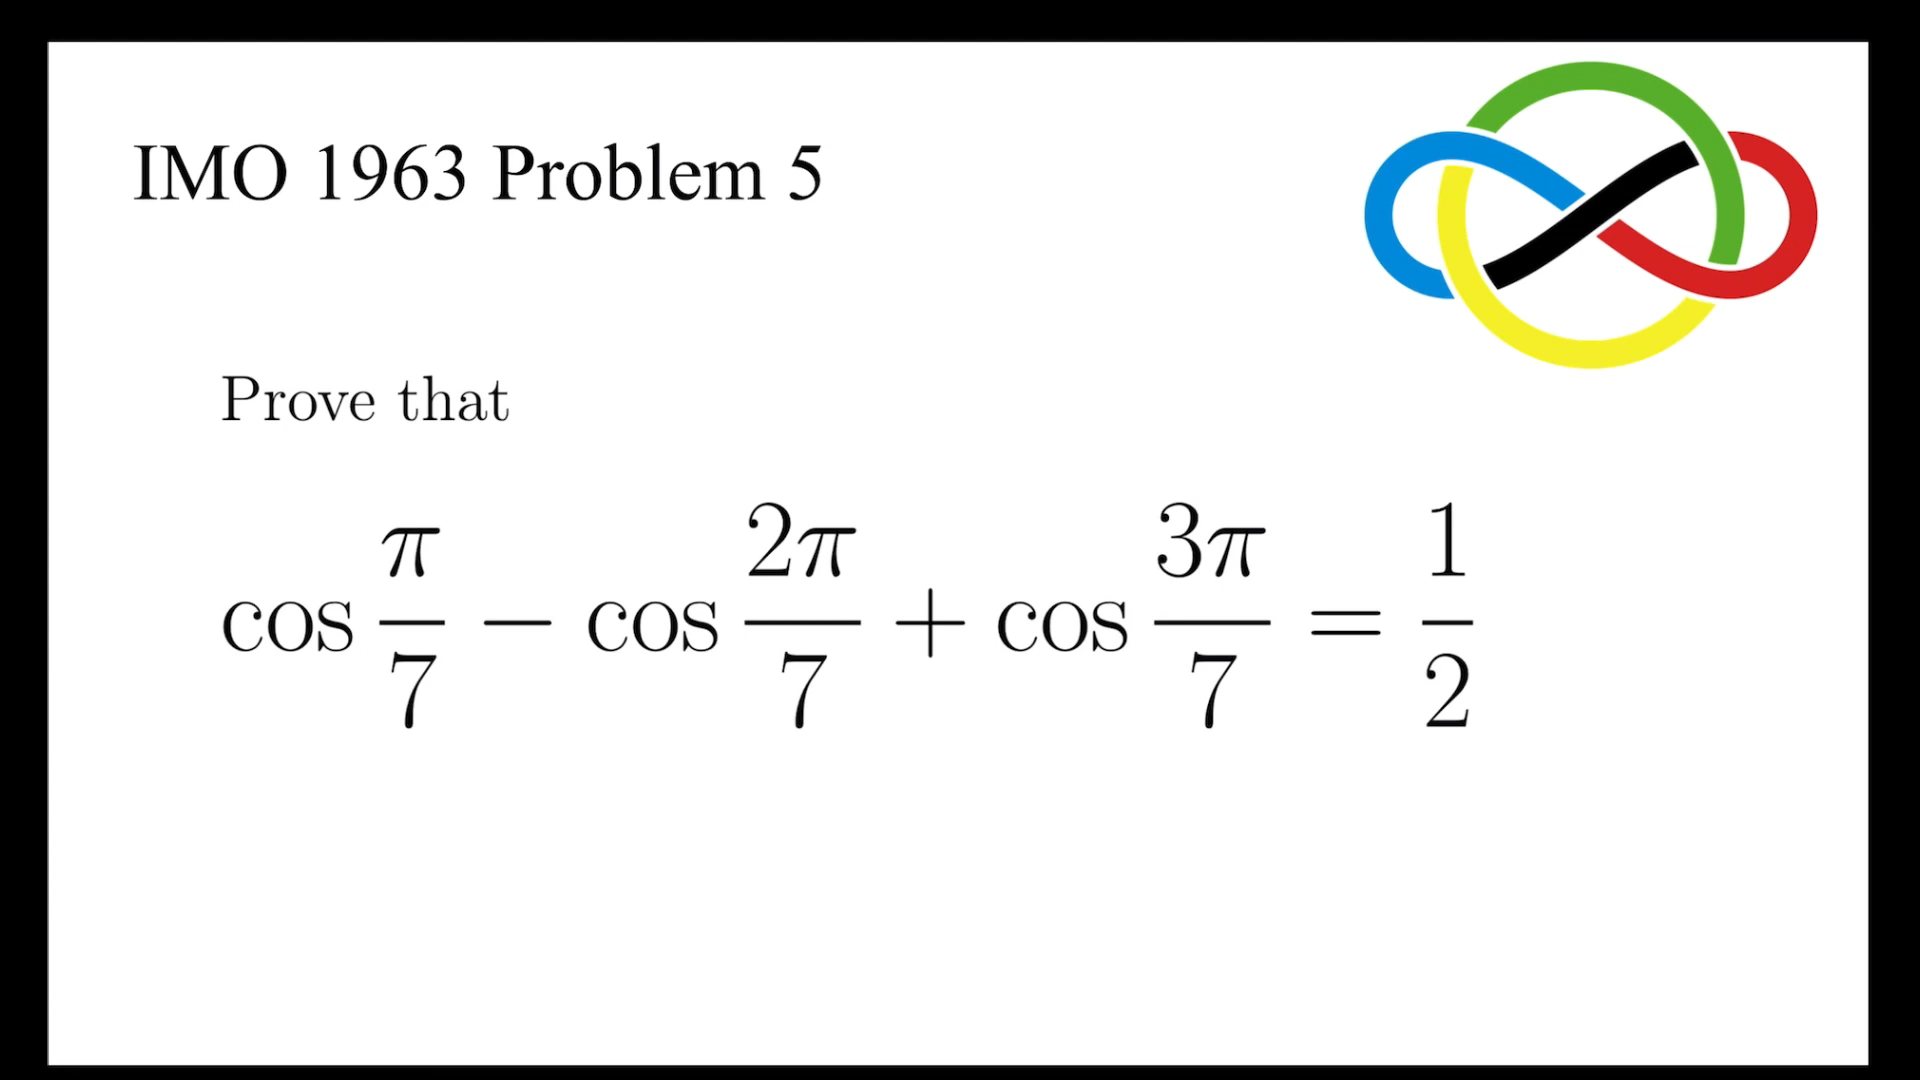 IMO 1963 Problem 5
Prove that
cos π/7 − cos 2π/7 + cos 3π/7 = 1/2